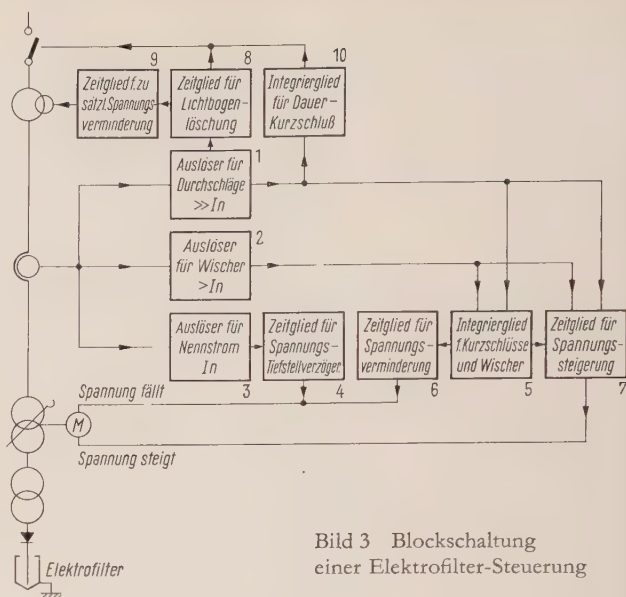 9
Zeitglied f. zu
sätzl. Spannungs
verminderung
8
Zeitglied für
Lichtbogen-
löschung
10
Integrierglied
für Dauer-
Kurzschluß
1
Auslöser für
Durchschläge
≫In
2
Auslöser
für Wischer
>In
Auslöser für
Nennstrom
In
3
Zeitglied für
Spannungs-
Tiefstellverzöger.
4
Zeitglied für
Spannungs-
verminderung
6
Integrierglied
f. Kurzschlüsse
und Wischer
5
Zeitglied für
Spannungs-
steigerung
7
Spannung fällt
M
Spannung steigt
Elektrofilter
Bild 3 Blockschaltung
einer Elektrofilter-Steuerung